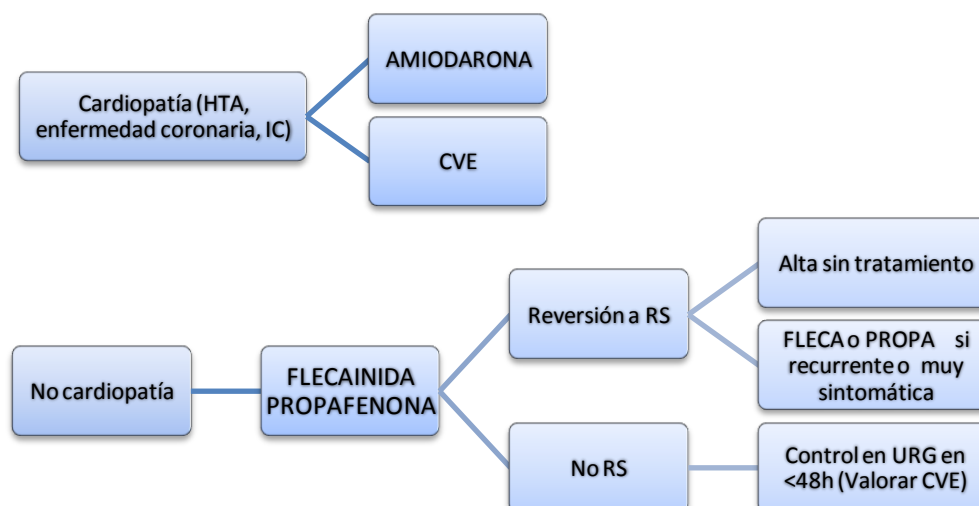 AMIODARONA
Cardiopatía (HTA,
enfermedad coronaria, IC)
CVE
Alta sin tratamiento
Reversión a RS
FLECA o PROPA si
recurrente o muy
sintomática
No cardiopatía
FLECAINIDA
PROPAFENONA
No RS
Control en URG en
<48h (Valorar CVE)